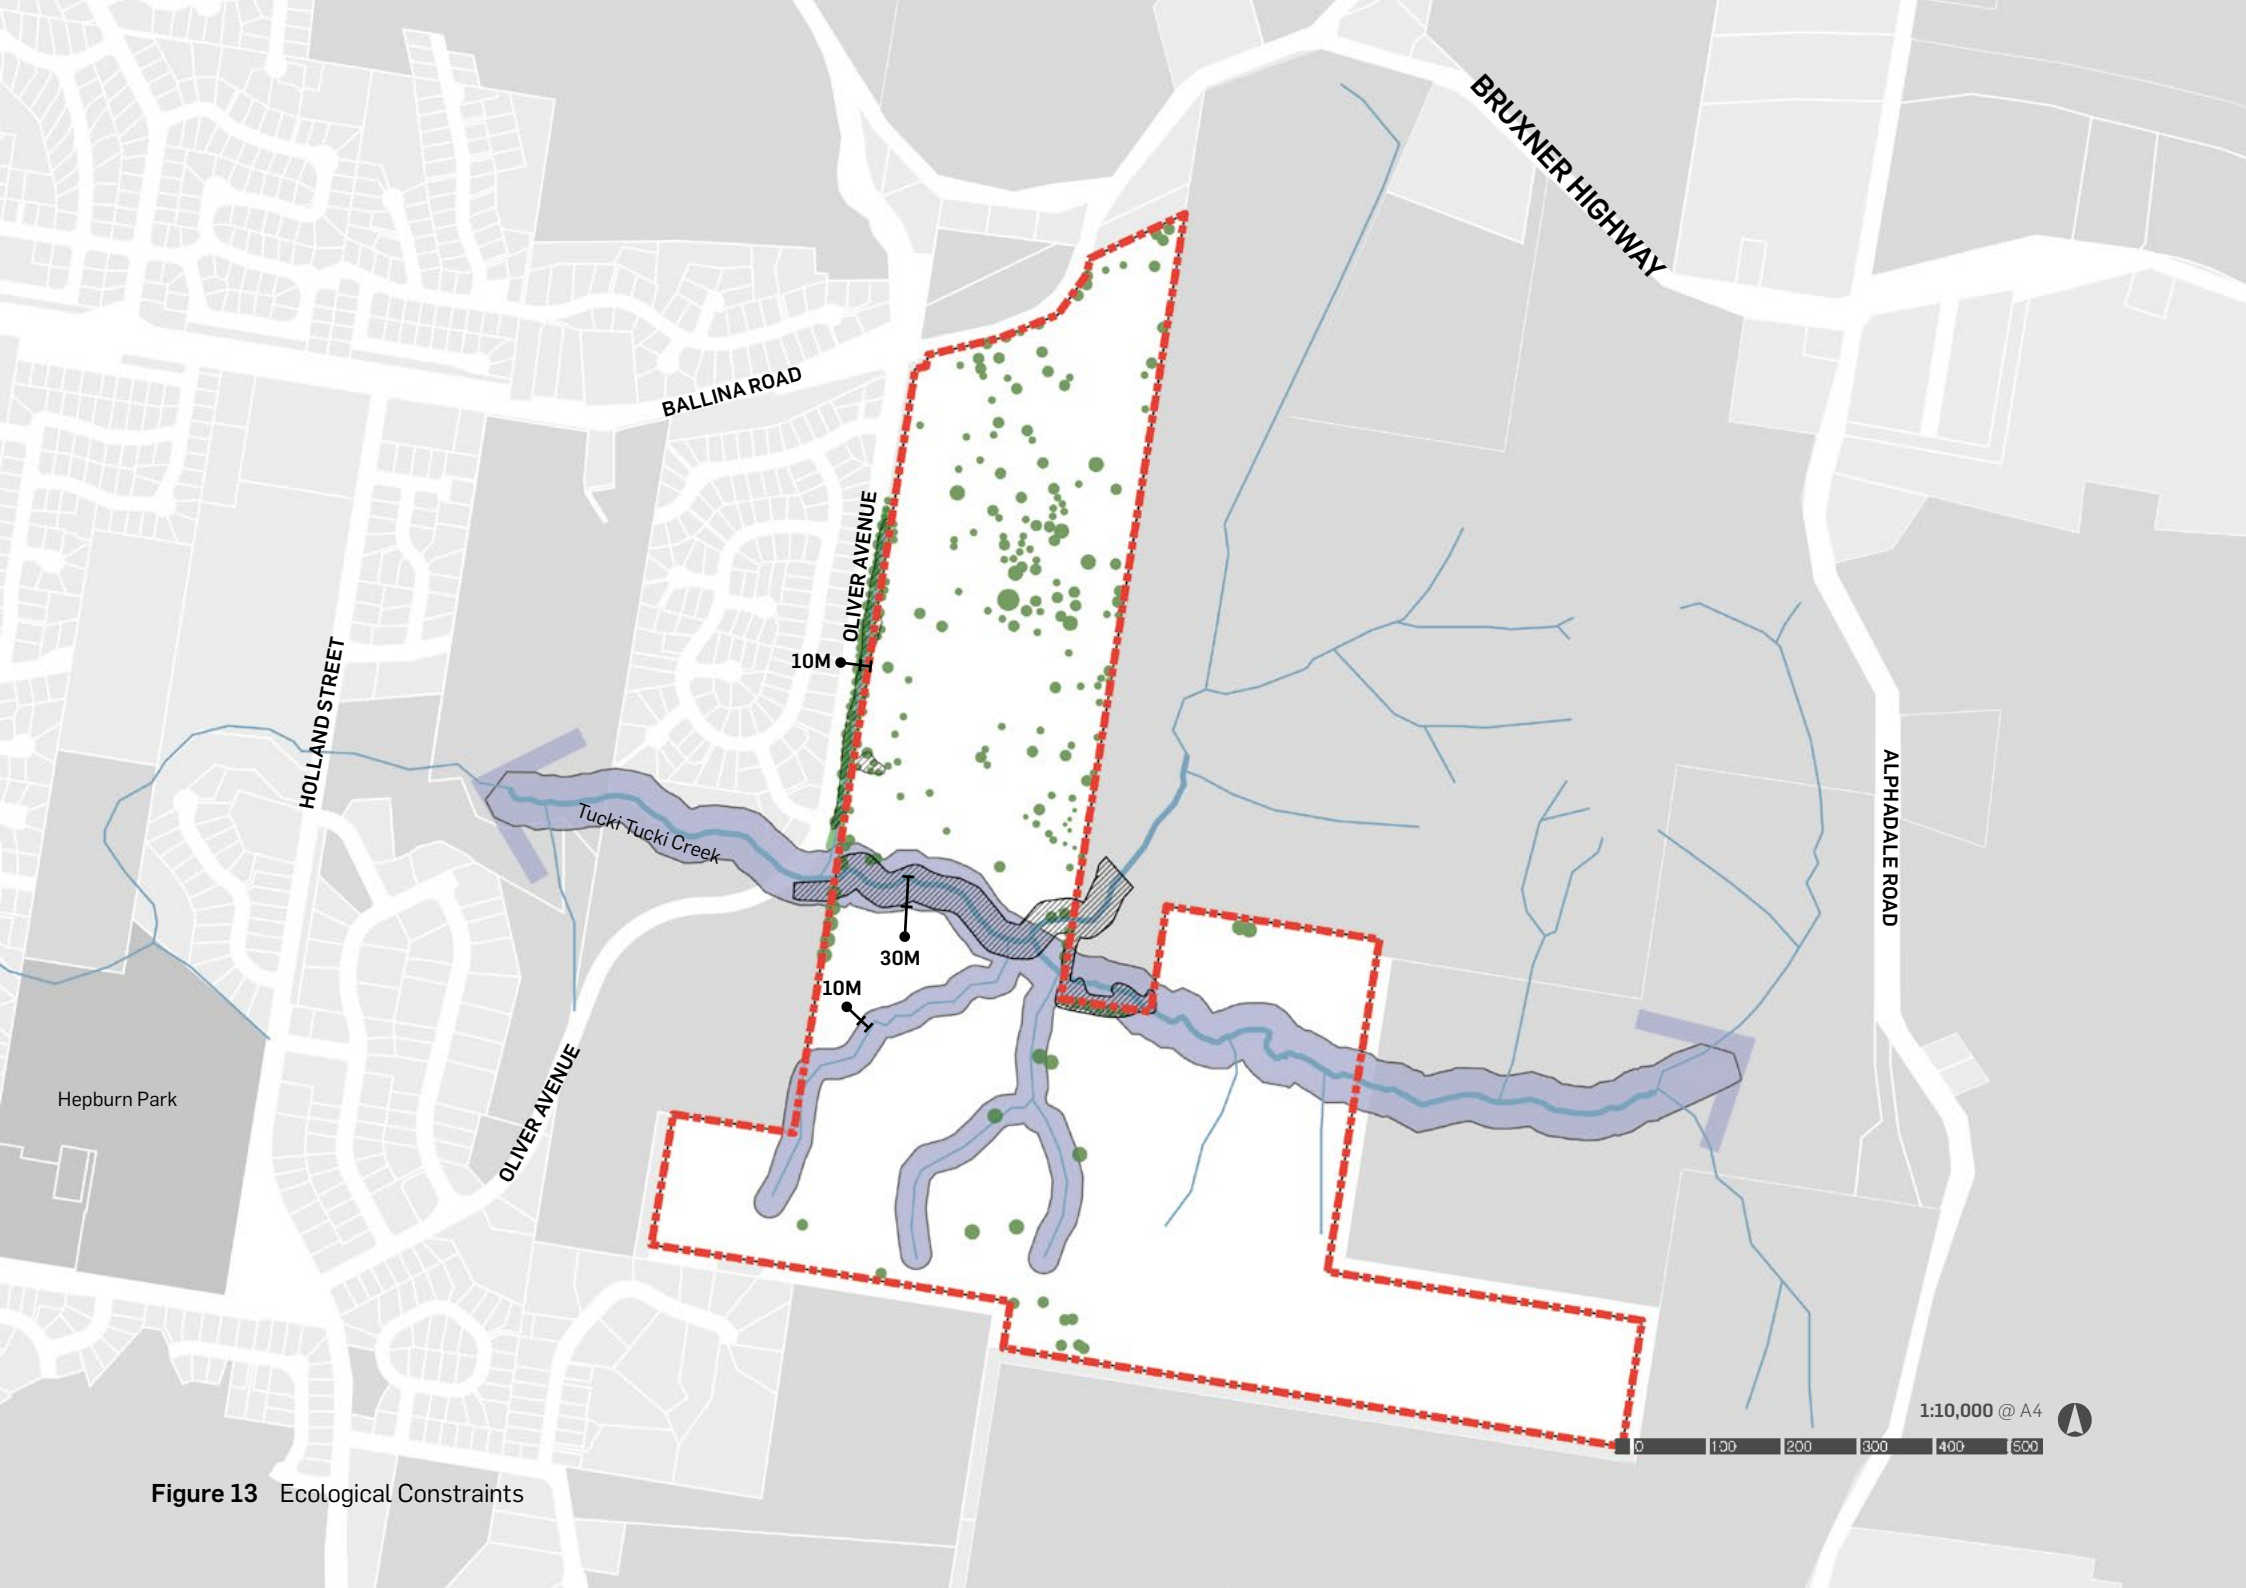 BRUXNER HIGHWAY
BALLINA ROAD
OLIVER AVENUE
10M
HOLLAND STREET
Tucki Tucki Creek
ALPHADALE ROAD
30M
10M
OLIVER AVENUE
Hepburn Park
1:10,000 @ A4
0 100 200 300 400 500
Figure 13 Ecological Constraints